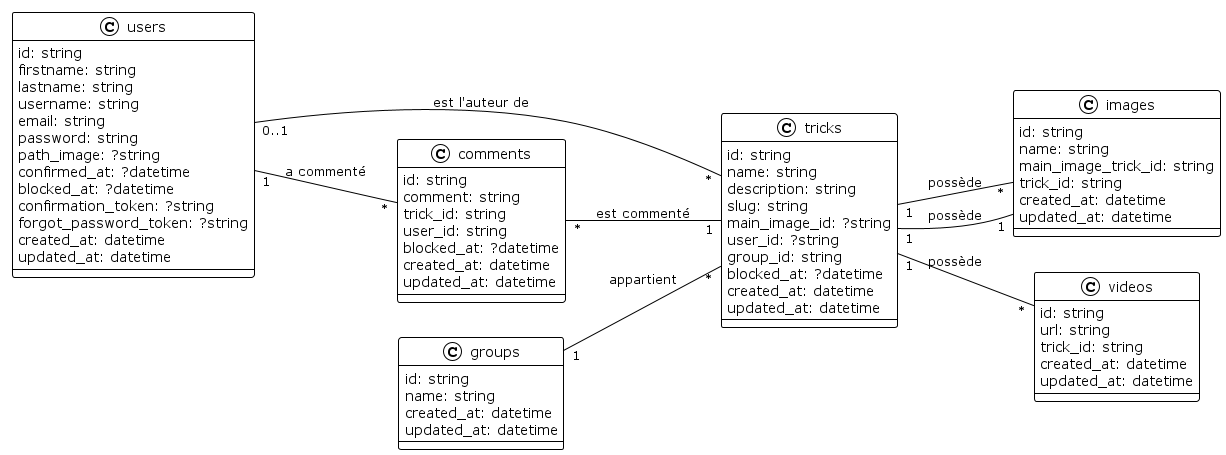 C users
id: string
firstname: string
lastname: string
username: string
email: string
password: string
path_image: ?string
confirmed_at: ?datetime
blocked_at: ?datetime
confirmation_token: ?string
forgot_password_token: ?string
created_at: datetime
updated_at: datetime
est l'auteur de
0..1
*
a commenté
1
*
C comments
id: string
comment: string
trick_id: string
user_id: string
blocked_at: ?datetime
created_at: datetime
updated_at: datetime
est commenté
*
1
C groups
id: string
name: string
created_at: datetime
updated_at: datetime
appartient
1
*
C tricks
id: string
name: string
description: string
slug: string
main_image_id: ?string
user_id: ?string
group_id: string
blocked_at: ?datetime
created_at: datetime
updated_at: datetime
possède
1
*
possède
1
1
possède
1
*
C images
id: string
name: string
main_image_trick_id: string
trick_id: string
created_at: datetime
updated_at: datetime
C videos
id: string
url: string
trick_id: string
created_at: datetime
updated_at: datetime